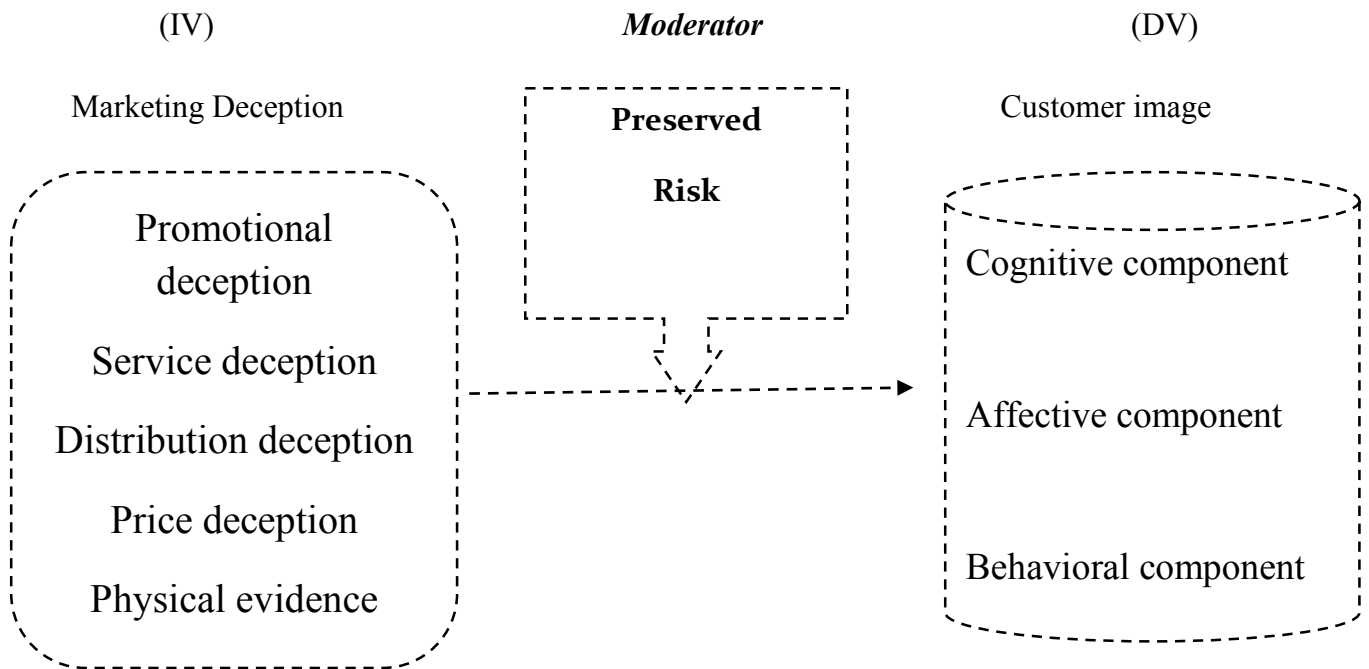 (IV)
Moderator
(DV)
Marketing Deception
Customer image
Preserved
Risk
Promotional
deception
Service deception
Distribution deception
Price deception
Physical evidence
Cognitive component
Affective component
Behavioral component